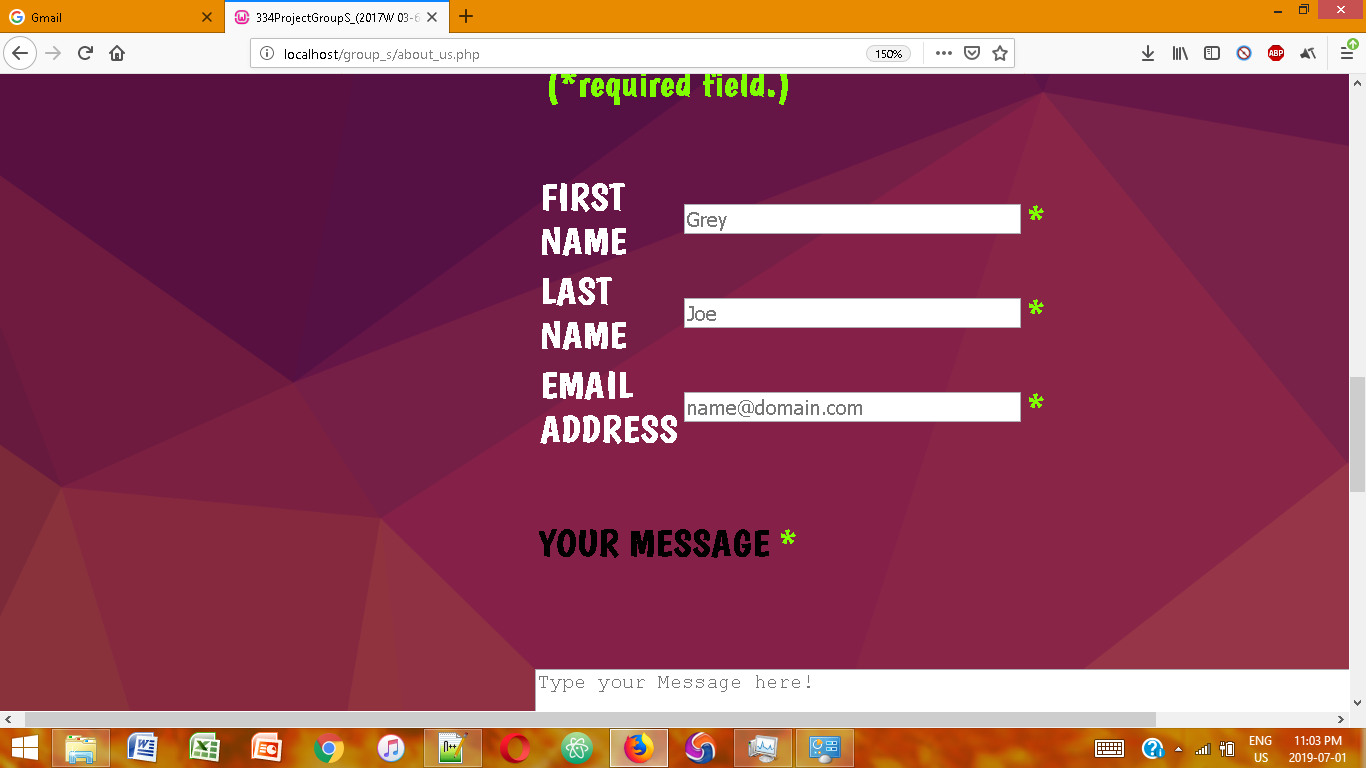 Gmail
334ProjectGroupS_(2017W 03-6
localhost/group_s/about_us.php
150%
ABP
(*required field.)
FIRST
NAME
Grey
*
LAST
NAME
Joe
*
EMAIL
ADDRESS
name@domain.com
*
YOUR MESSAGE *
Type your Message here!
ENG
US
11:03 PM
2019-07-01